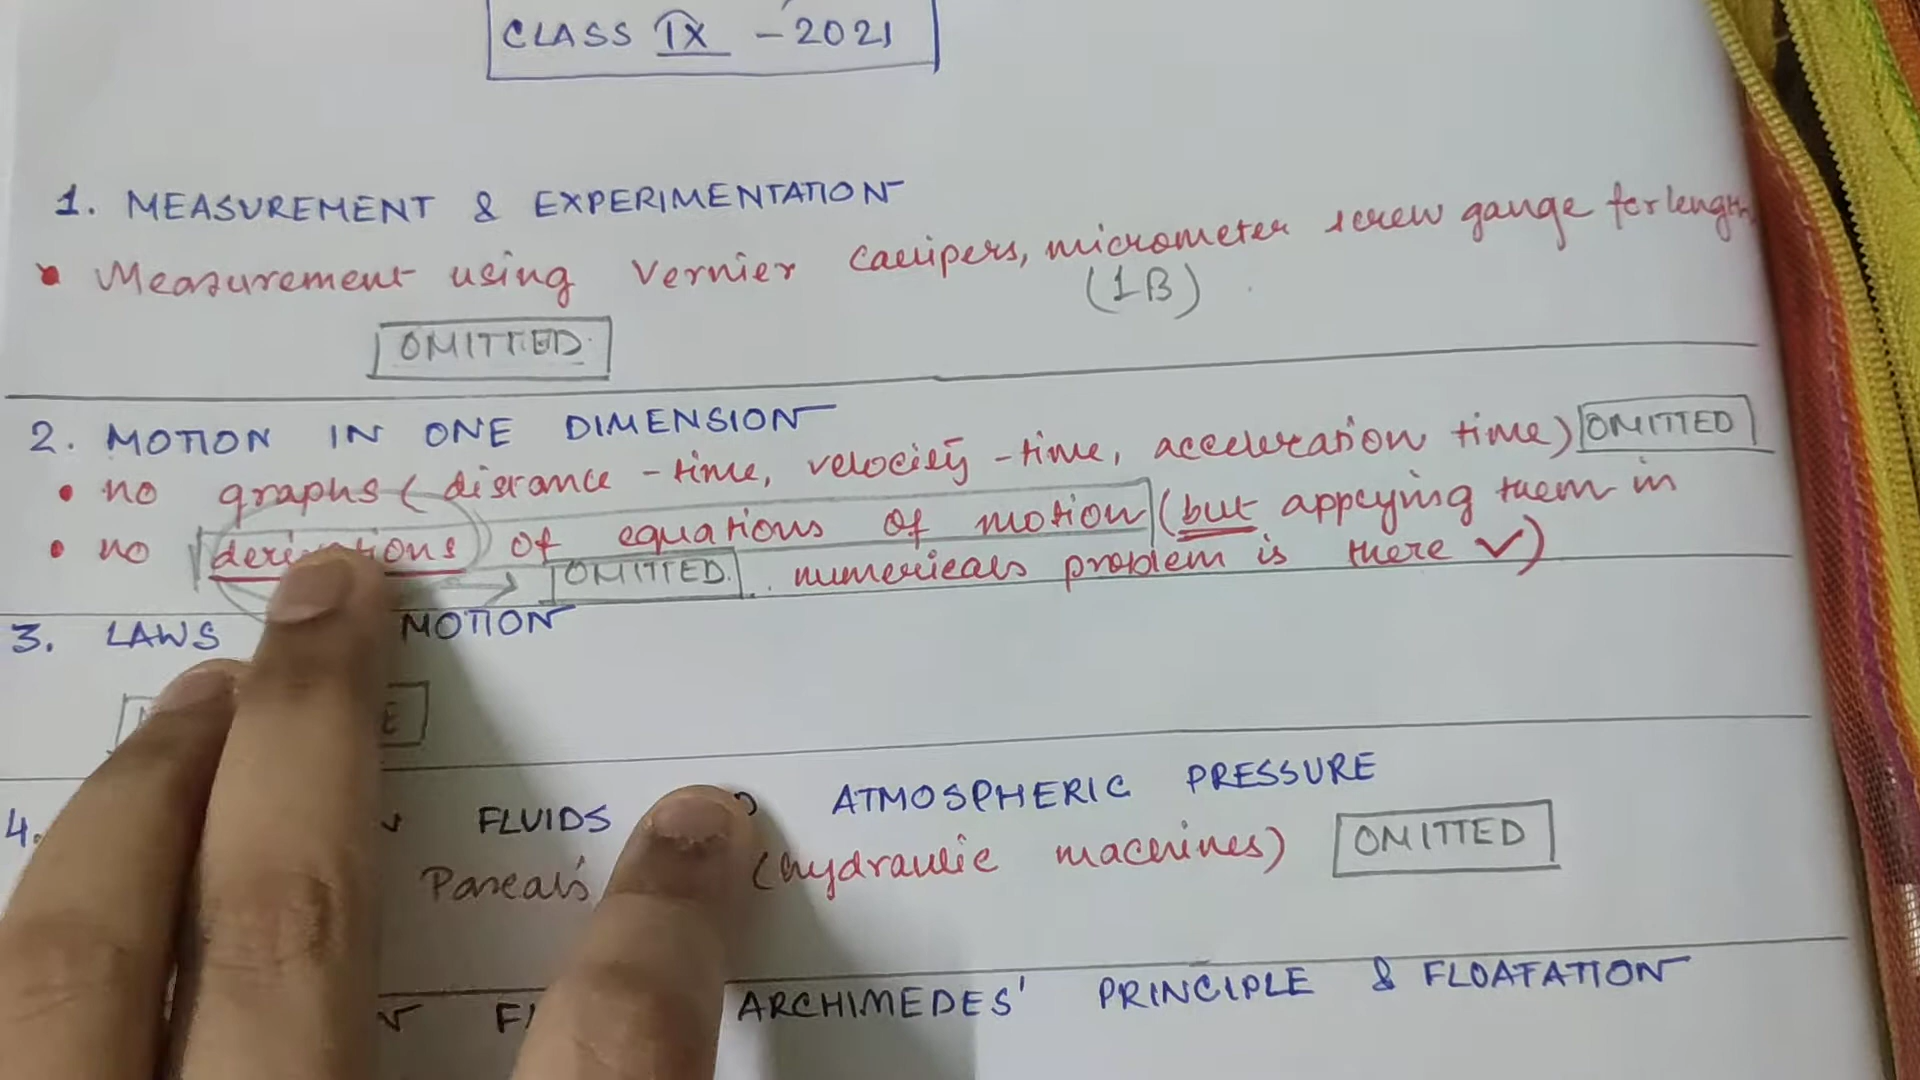 CLASS IX - 2021
1. MEASUREMENT & EXPERIMENTATION
• Measurement using Vernier Callipers, micrometer screw gauge for length
(1B)
OMITTED
2. MOTION IN ONE DIMENSION
• no graphs (distance - time, velocity - time, acceleration time) OMITTED
• no derivations of equations of motion (but applying them in
OMITTED. numericals problem is there ✓)
3. LAWS MOTION
4. FLUIDS ATMOSPHERIC PRESSURE
Pascal's (hydraulic machines) OMITTED
ARCHIMEDES' PRINCIPLE & FLOATATION